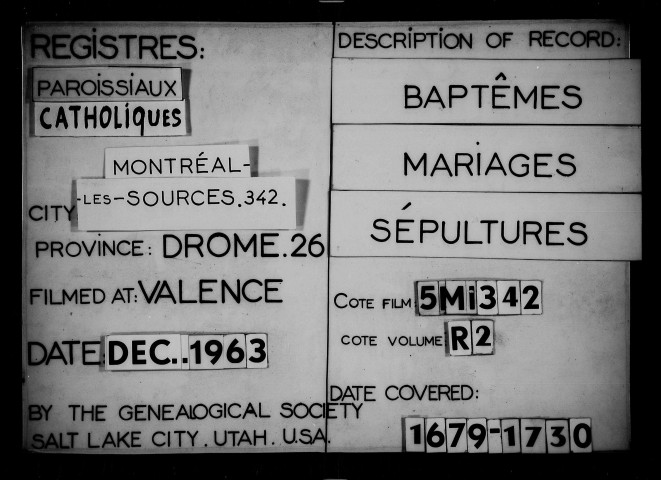 REGISTRES:
PAROISSIAUX
CATHOLIQUES
MONTRÉAL-
CITY -LES-SOURCES.342.
PROVINCE: DROME.26
FILMED AT: VALENCE
DATE: DEC..1963
BY THE GENEALOGICAL SOCIETY
SALT LAKE CITY. UTAH. U.S.A.
DESCRIPTION OF RECORD:
BAPTÊMES
MARIAGES
SÉPULTURES
COTE FILM: 5Mi342
COTE VOLUME: R2
DATE COVERED:
1679-1730